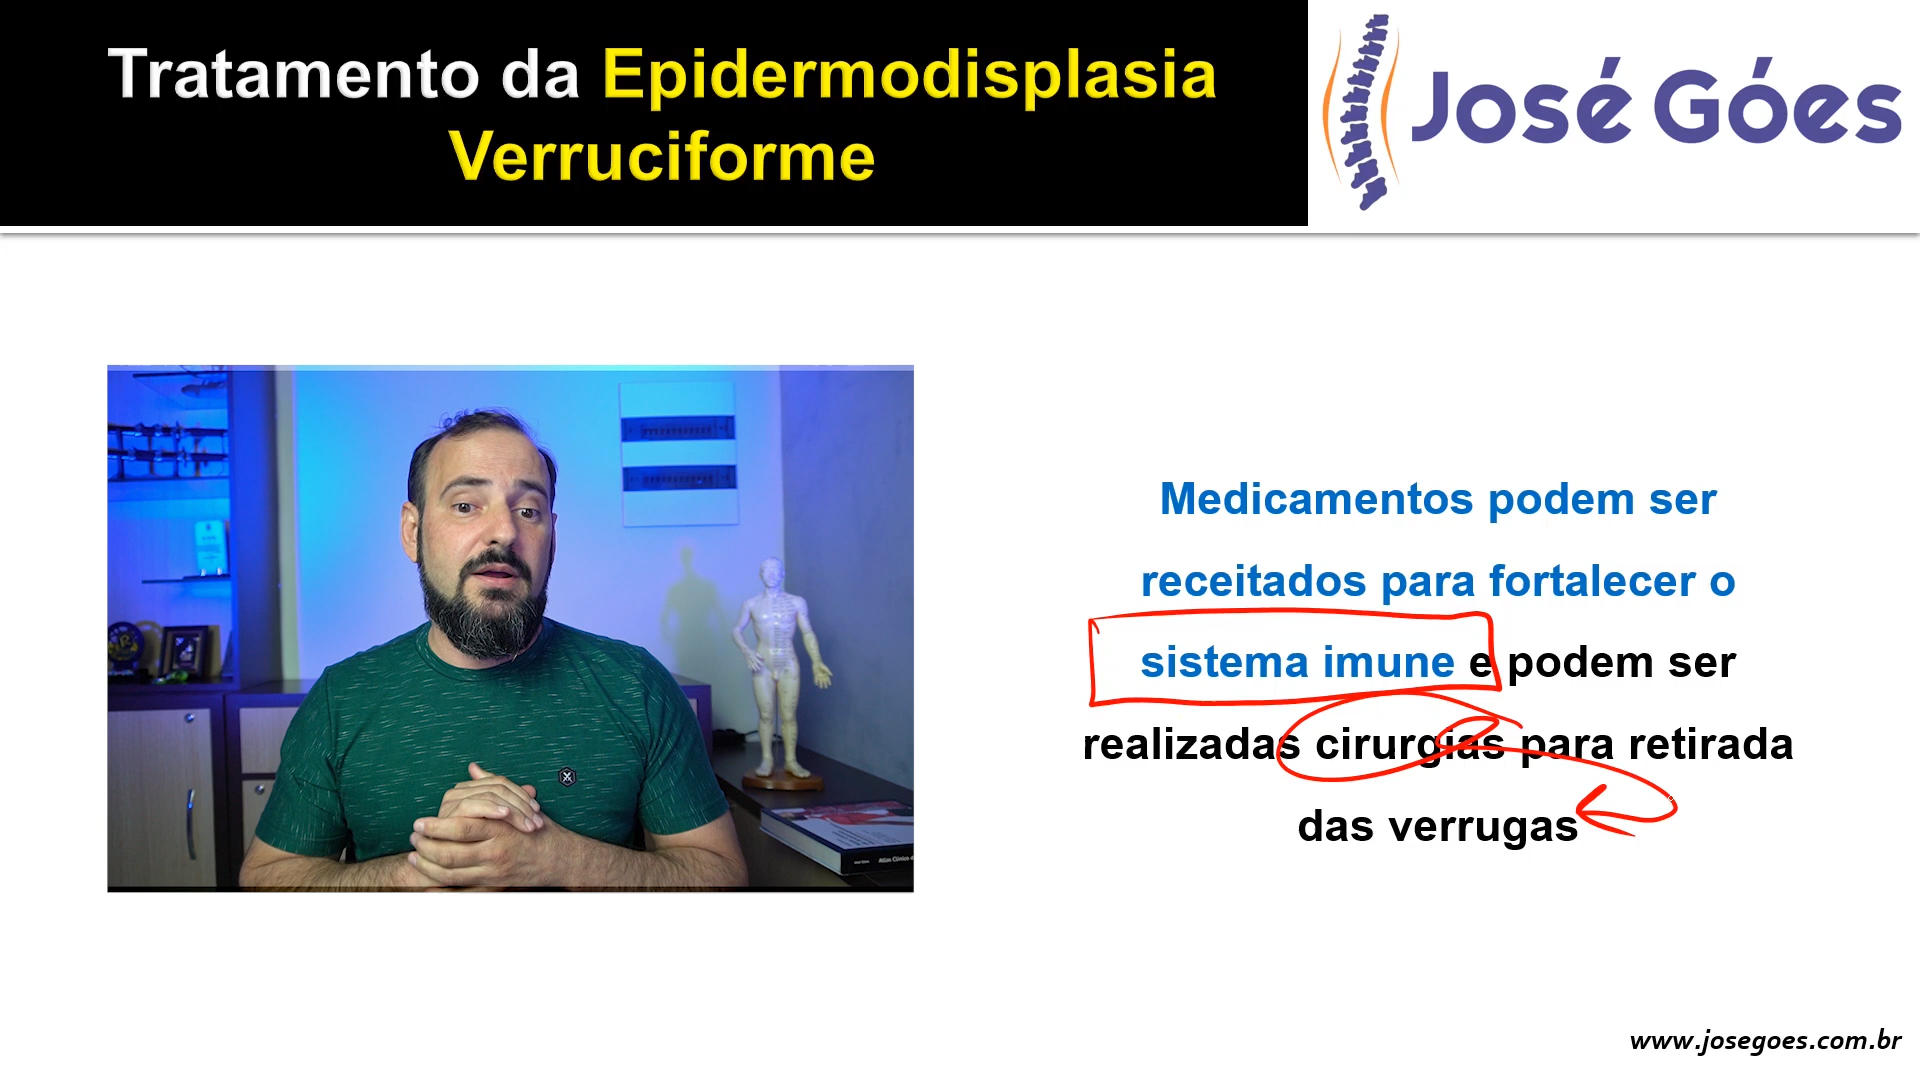 Tratamento da Epidermodisplasia
Verruciforme
José Góes
Medicamentos podem ser
receitados para fortalecer o
sistema imune e podem ser
realizadas cirurgias para retirada
das verrugas
www.josegoes.com.br